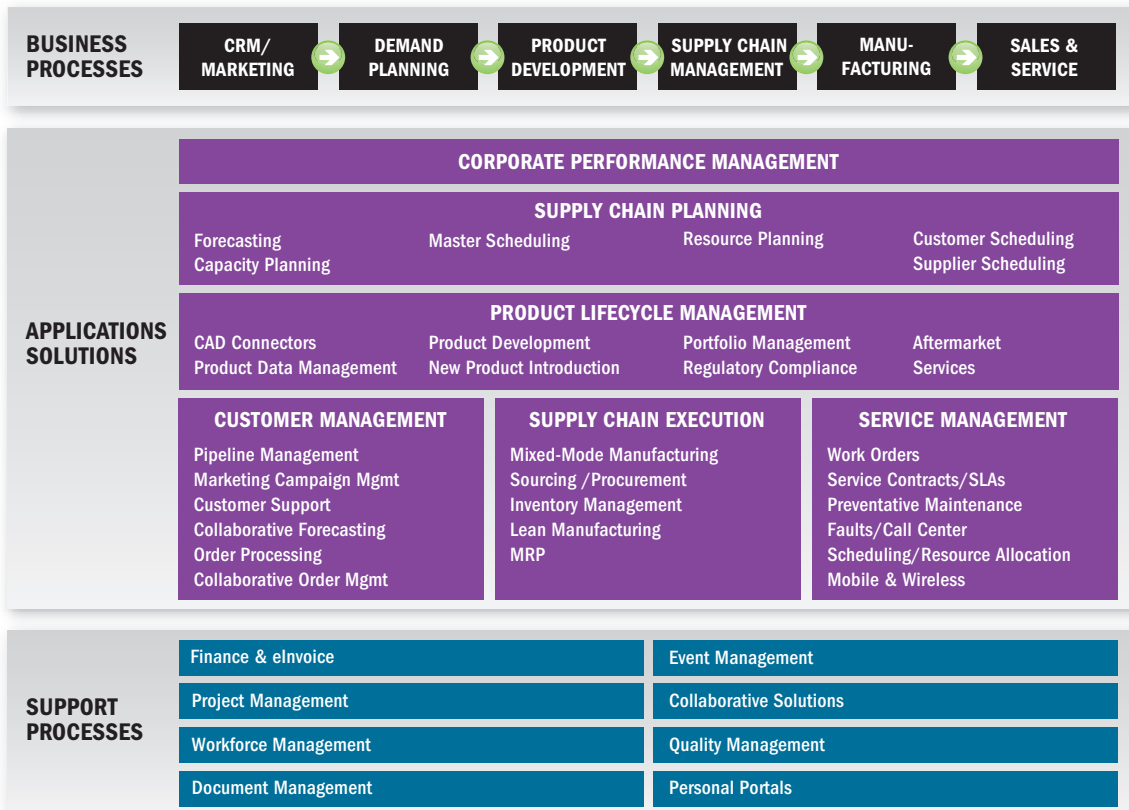 BUSINESS
PROCESSES
CRM/
MARKETING
DEMAND
PLANNING
PRODUCT
DEVELOPMENT
SUPPLY CHAIN
MANAGEMENT
MANU-
FACTURING
SALES &
SERVICE
APPLICATIONS
SOLUTIONS
CORPORATE PERFORMANCE MANAGEMENT
SUPPLY CHAIN PLANNING
Forecasting
Capacity Planning
Master Scheduling
Resource Planning
Customer Scheduling
Supplier Scheduling
PRODUCT LIFECYCLE MANAGEMENT
CAD Connectors
Product Data Management
Product Development
New Product Introduction
Portfolio Management
Regulatory Compliance
Aftermarket
Services
CUSTOMER MANAGEMENT
Pipeline Management
Marketing Campaign Mgmt
Customer Support
Collaborative Forecasting
Order Processing
Collaborative Order Mgmt
SUPPLY CHAIN EXECUTION
Mixed-Mode Manufacturing
Sourcing /Procurement
Inventory Management
Lean Manufacturing
MRP
SERVICE MANAGEMENT
Work Orders
Service Contracts/SLAs
Preventative Maintenance
Faults/Call Center
Scheduling/Resource Allocation
Mobile & Wireless
SUPPORT
PROCESSES
Finance & eInvoice
Project Management
Workforce Management
Document Management
Event Management
Collaborative Solutions
Quality Management
Personal Portals